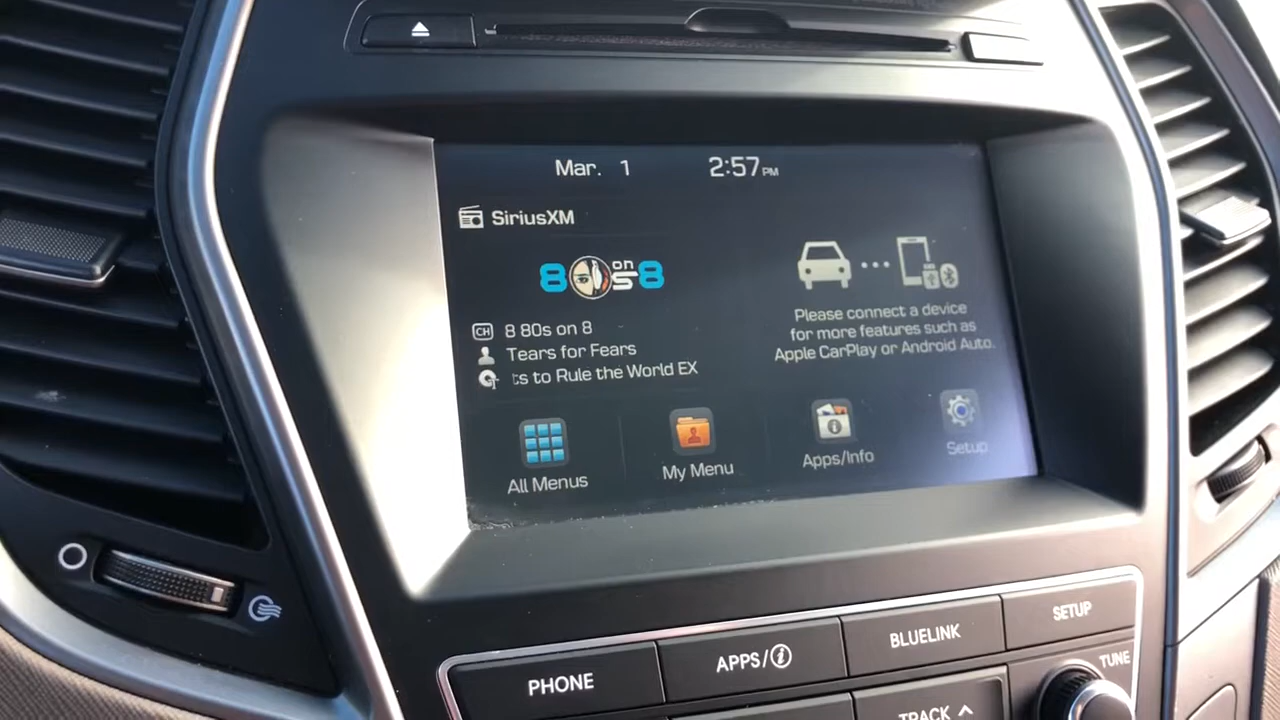 Mar. 1 2:57 PM
SiriusXM
80s on 8
CH 8 80s on 8
Tears for Fears
ts to Rule the World EX
Please connect a device
for more features such as
Apple CarPlay or Android Auto.
All Menus
My Menu
Apps/Info
Setup
PHONE
APPS/i
BLUELINK
SETUP
TRACK
TUNE